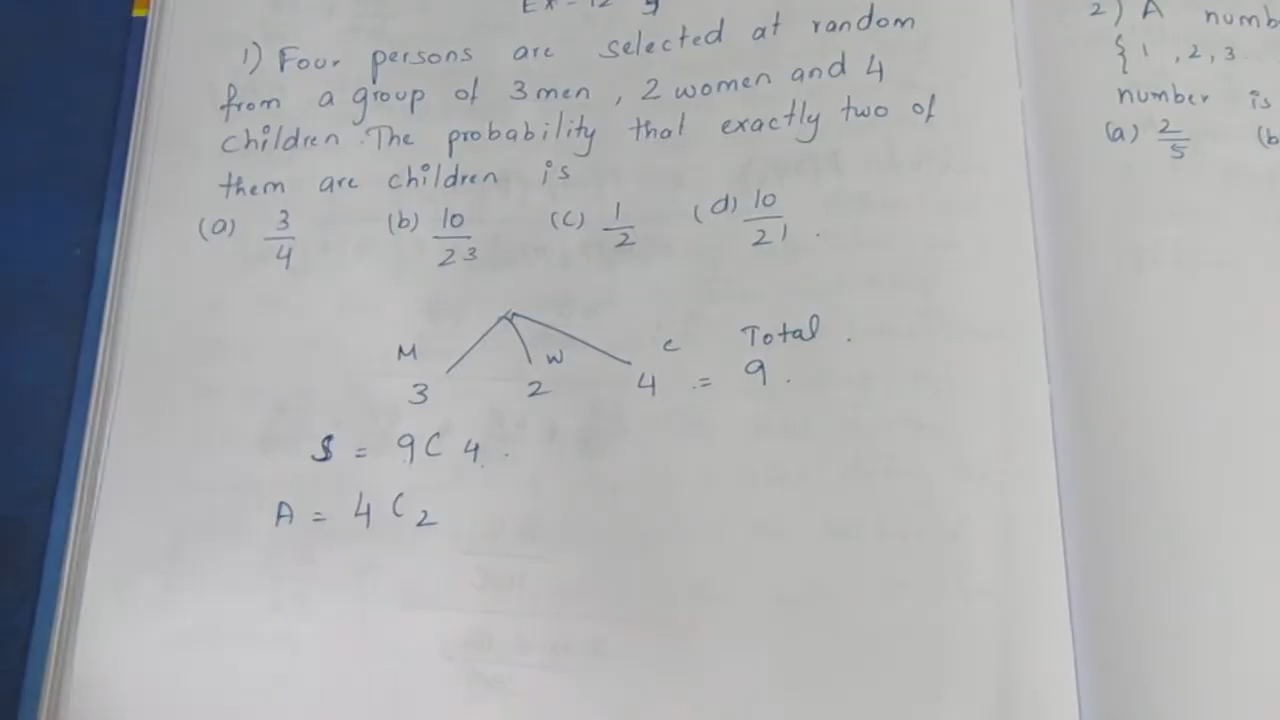 1) Four persons are selected at random
from a group of 3 men, 2 women and 4
children. The probability that exactly two of
them are children is
(a) 3/4 (b) 10/23 (c) 1/2 (d) 10/21.
M W C Total.
3 2 4 = 9.
S = 9C4.
A = 4C2
2) A
{1, 2, 3
number is
(a) 2/5 (b